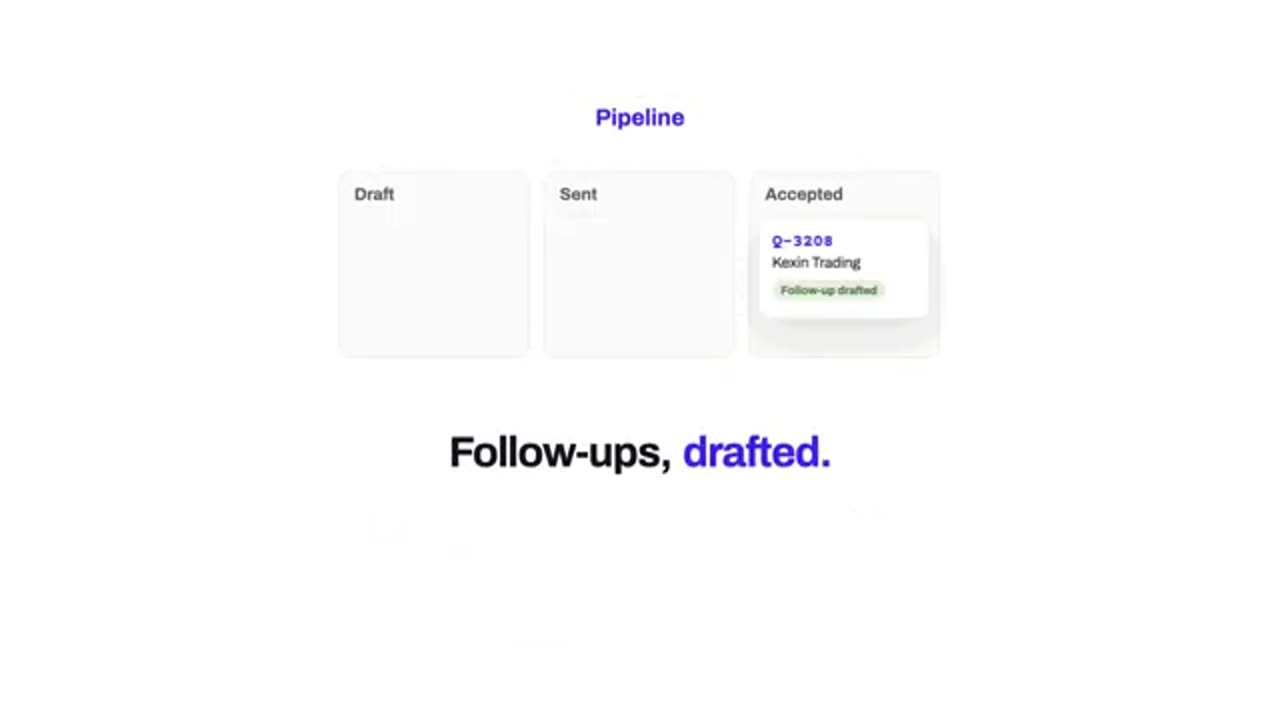 Pipeline
Draft
Sent
Accepted
Q-3208
Kexin Trading
Follow-up drafted
Follow-ups, drafted.